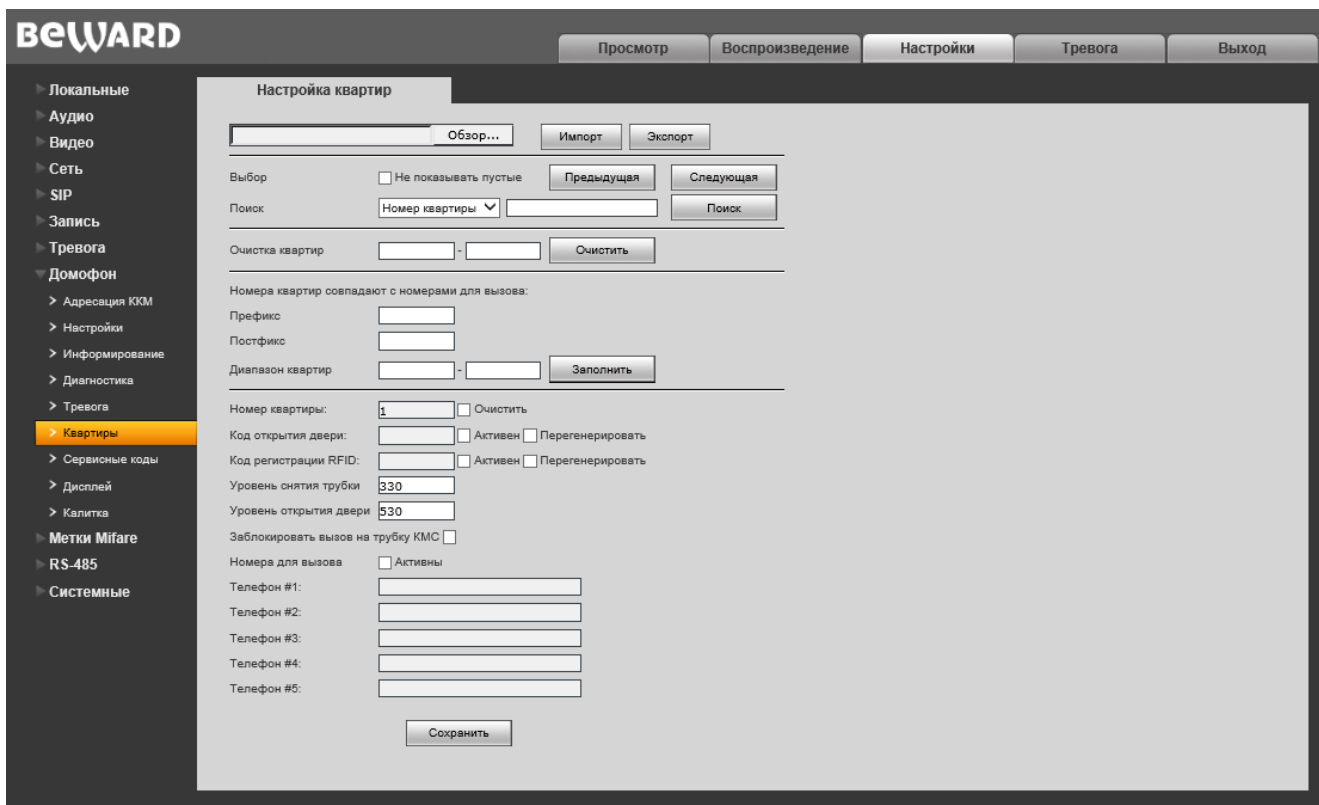 BEWARD
Просмотр Воспроизведение Настройки Тревога Выход
Локальные
Аудио
Видео
Сеть
SIP
Запись
Тревога
Домофон
Адресация ККМ
Настройки
Информирование
Диагностика
Тревога
Квартиры
Сервисные коды
Дисплей
Калитка
Метки Mifare
RS-485
Системные
Настройка квартир
Обзор... Импорт Экспорт
Выбор Не показывать пустые Предыдущая Следующая
Поиск Номер квартиры Поиск
Очистка квартир - Очистить
Номера квартир совпадают с номерами для вызова:
Префикс
Постфикс
Диапазон квартир - Заполнить
Номер квартиры: 1 Очистить
Код открытия двери: Активен Перегенерировать
Код регистрации RFID: Активен Перегенерировать
Уровень снятия трубки 330
Уровень открытия двери 530
Заблокировать вызов на трубку КМС
Номера для вызова Активны
Телефон #1:
Телефон #2:
Телефон #3:
Телефон #4:
Телефон #5:
Сохранить